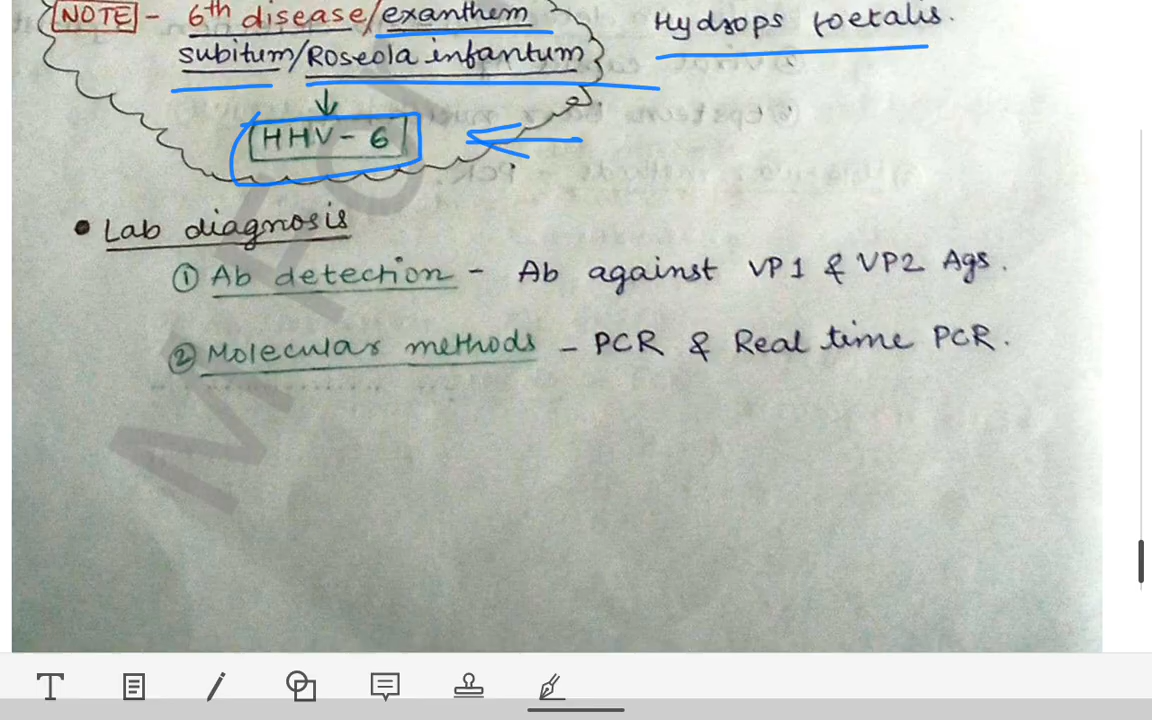 NOTE - 6th disease/exanthem
subitum/Roseola infantum
HHV- 6
Hydrops foetalis.
• Lab diagnosis
① Ab detection - Ab against VP1 & VP2 Ags.
② Molecular methods - PCR & Real time PCR.